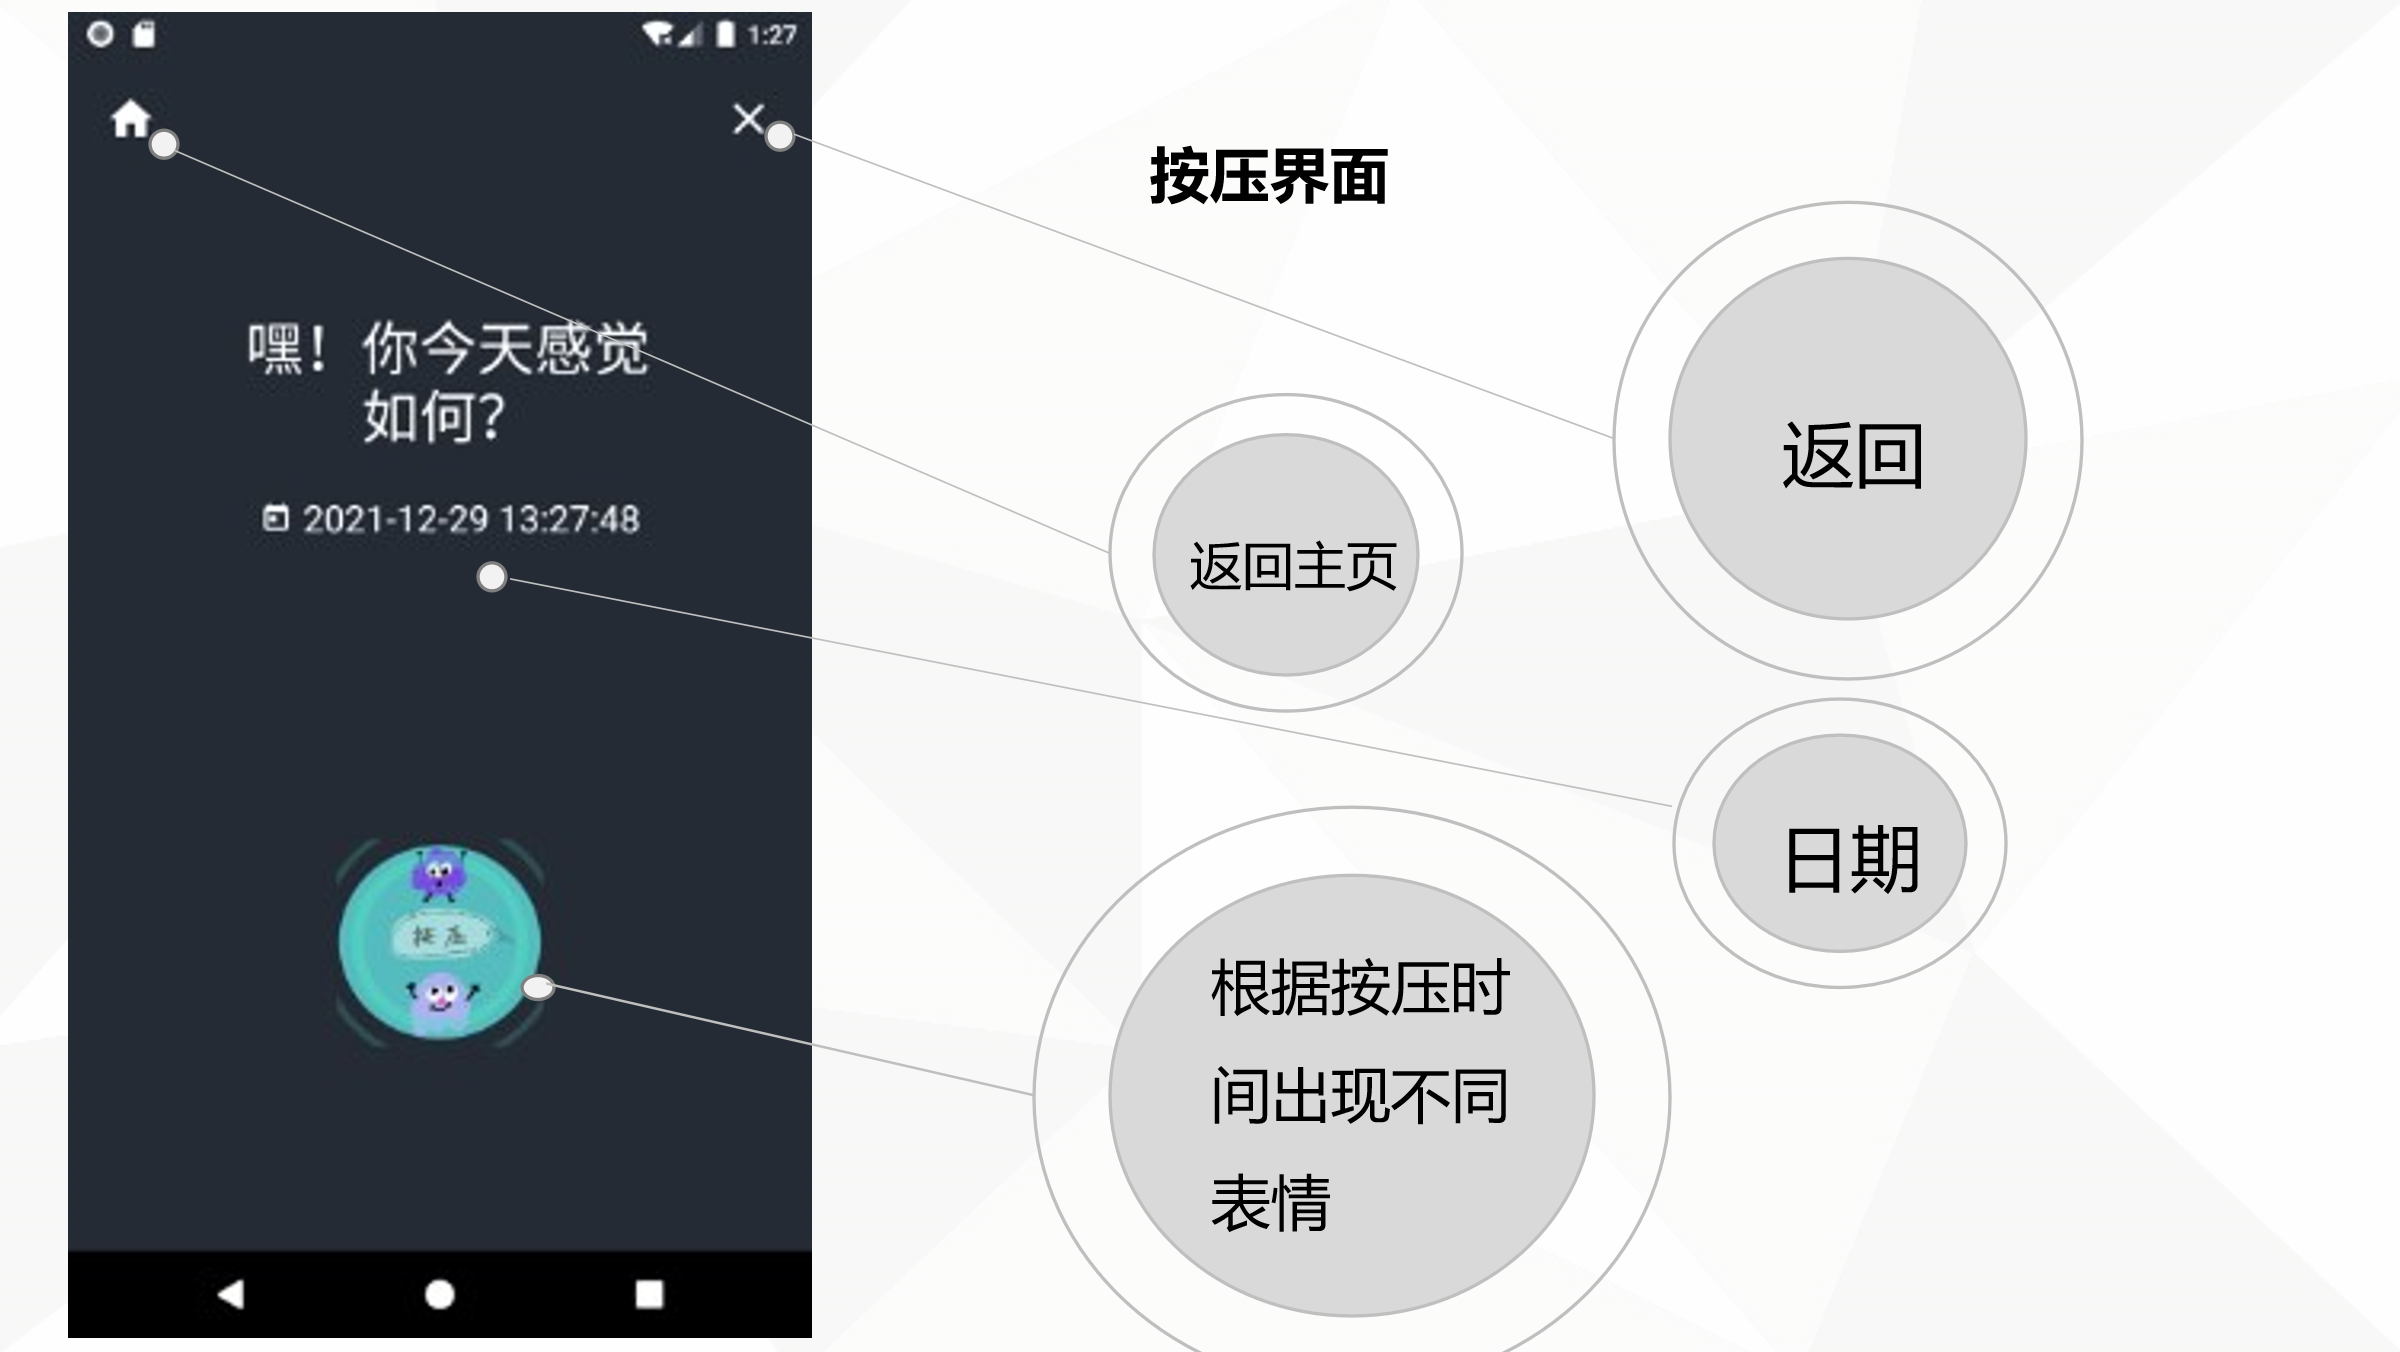 1:27
嘿！你今天感觉
如何？
2021-12-29 13:27:48
按压
按压界面
返回
返回主页
日期
根据按压时
间出现不同
表情